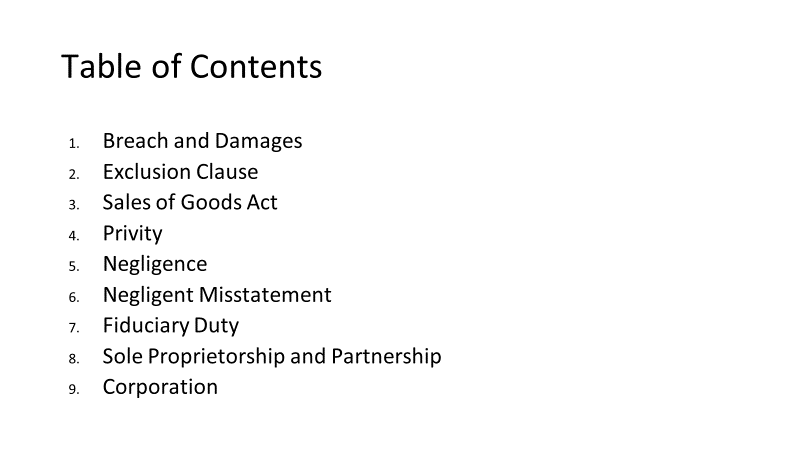 Table of Contents
1. Breach and Damages
2. Exclusion Clause
3. Sales of Goods Act
4. Privity
5. Negligence
6. Negligent Misstatement
7. Fiduciary Duty
8. Sole Proprietorship and Partnership
9. Corporation